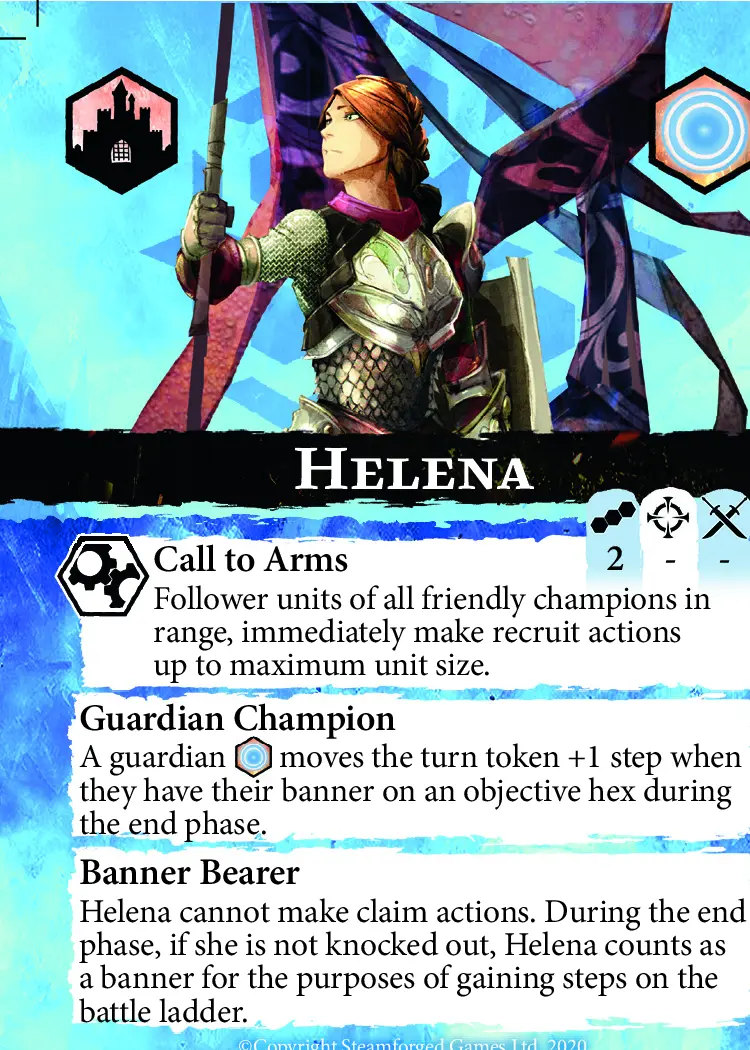 HELENA
Call to Arms
2 - -
Follower units of all friendly champions in
range, immediately make recruit actions
up to maximum unit size.
Guardian Champion
A guardian moves the turn token +1 step when
they have their banner on an objective hex during
the end phase.
Banner Bearer
Helena cannot make claim actions. During the end
phase, if she is not knocked out, Helena counts as
a banner for the purposes of gaining steps on the
battle ladder.
©Copyright Steamforged Games Ltd. 2020